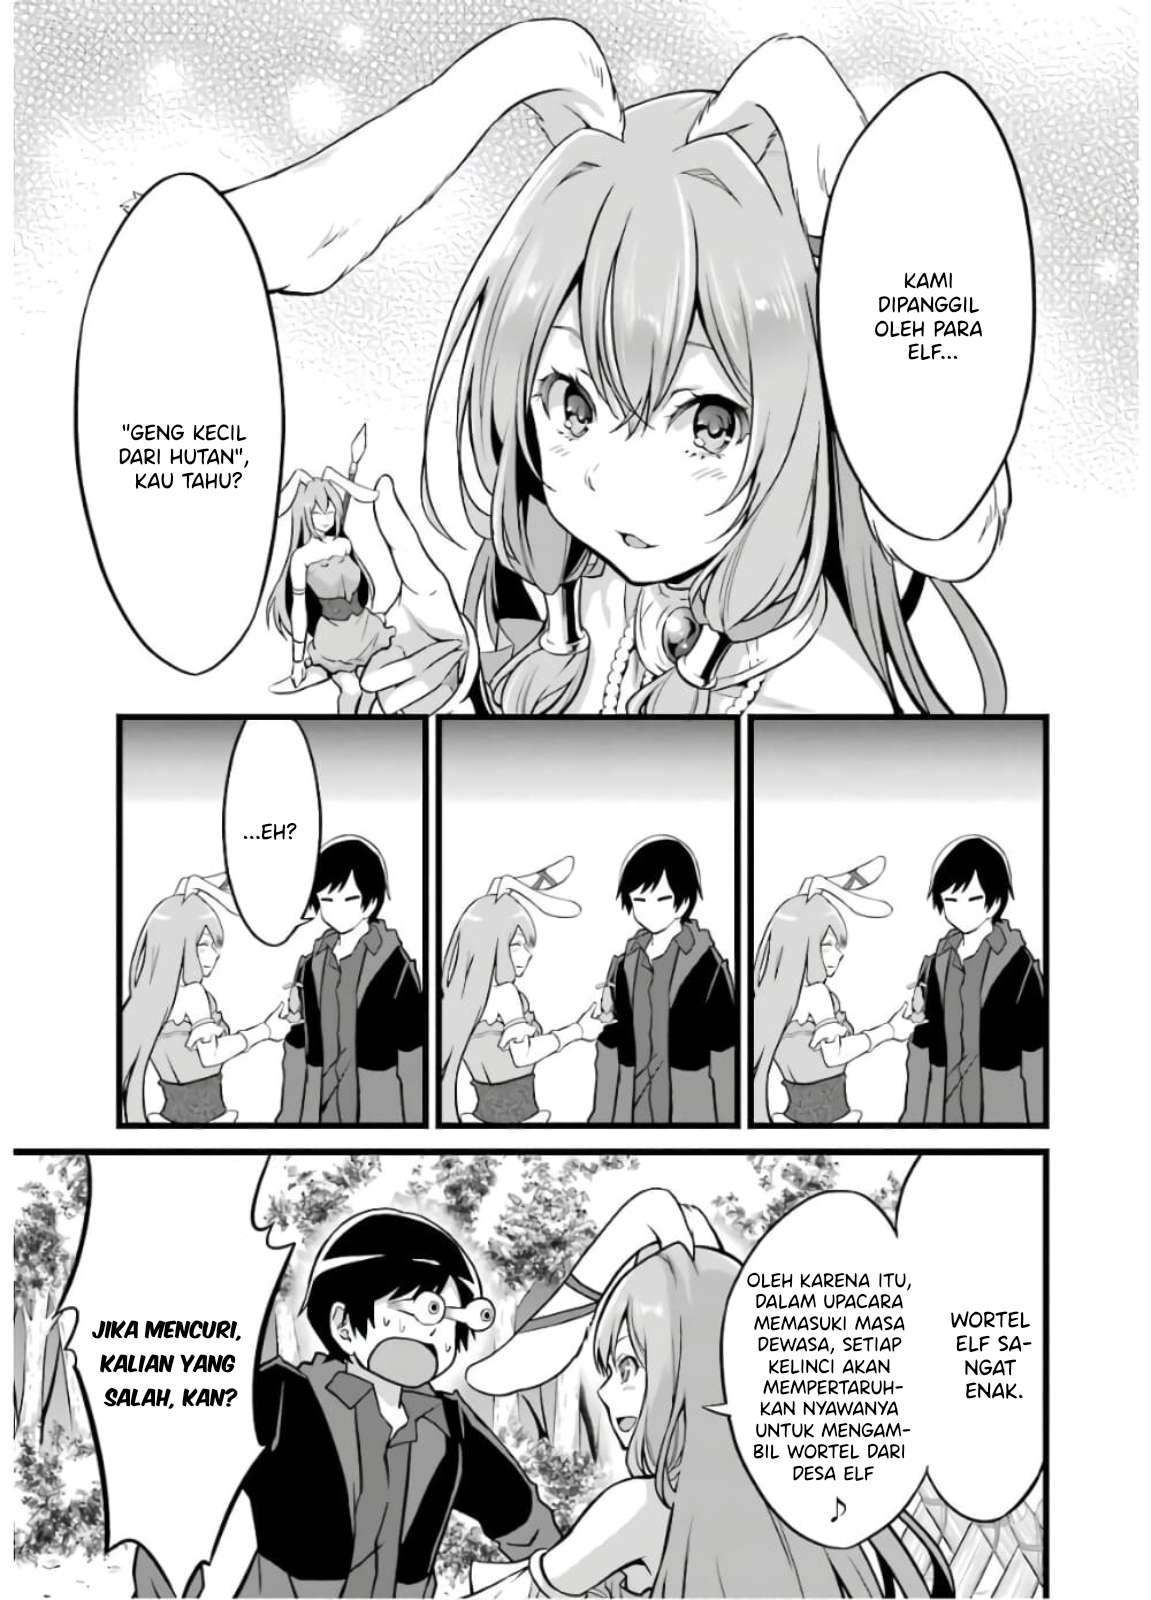 KAMI
DIPANGGIL
OLEH PARA
ELF...
"GENG KECIL
DARI HUTAN",
KAU TAHU?
...EH?
WORTEL
ELF SA-
NGAT
ENAK.
OLEH KARENA ITU,
DALAM UPACARA
MEMASUKI MASA
DEWASA, SETIAP
KELINCI AKAN
MEMPERTARUH-
KAN NYAWANYA
UNTUK MENGAM-
BIL WORTEL DARI
DESA ELF
♪
JIKA MENCURI,
KALIAN YANG
SALAH, KAN?